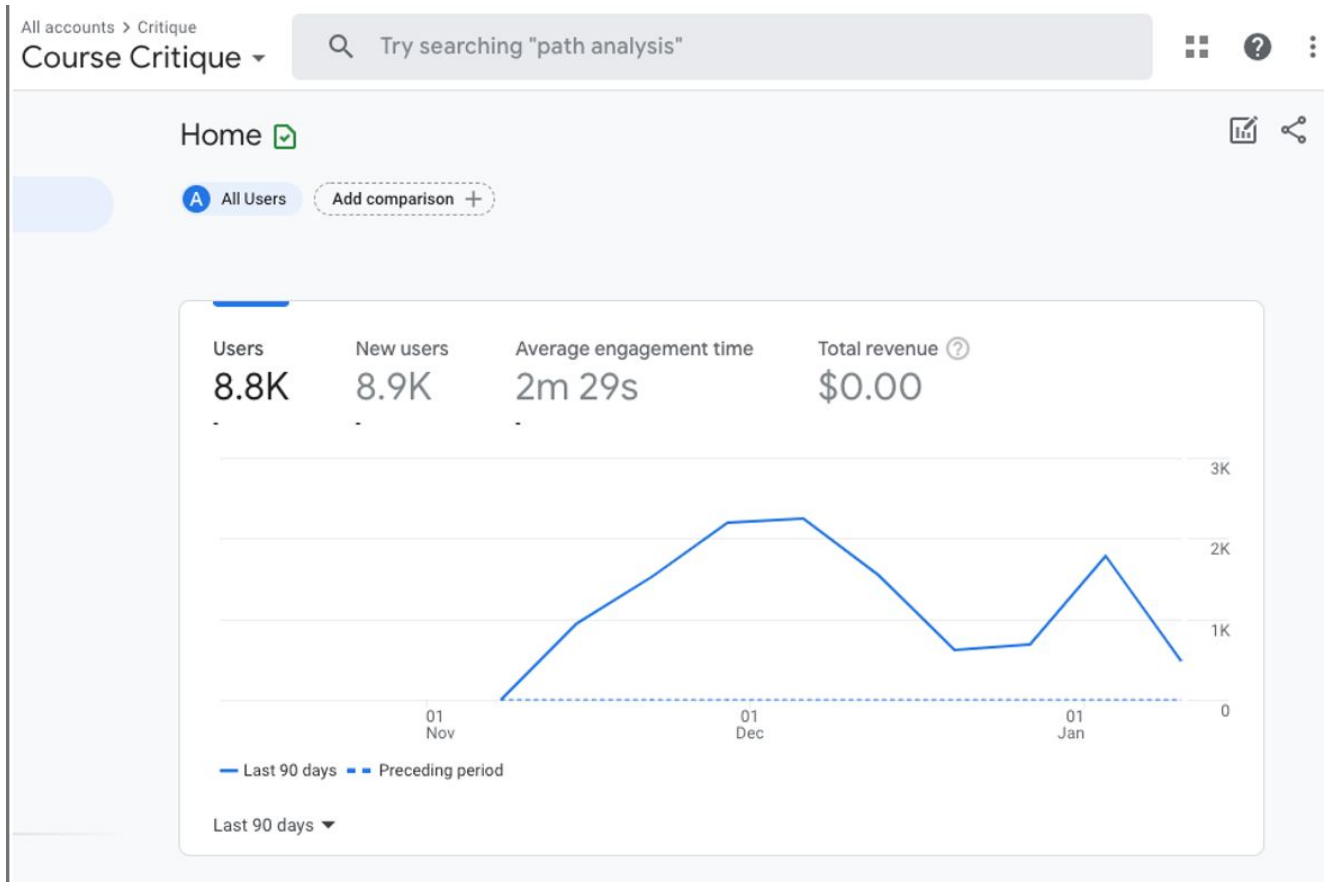 All accounts > Critique
Course Critique
Try searching "path analysis"
Home
A All Users Add comparison +
Users New users Average engagement time Total revenue
8.8K 8.9K 2m 29s $0.00
- - -
3K
2K
1K
0
01 01 01
Nov Dec Jan
Last 90 days Preceding period
Last 90 days